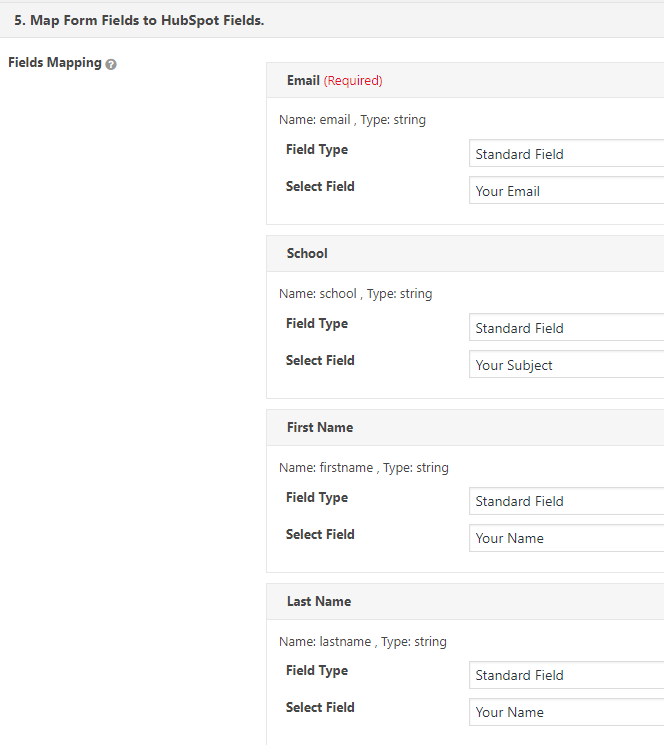 5. Map Form Fields to HubSpot Fields.
Fields Mapping ?
Email (Required)
Name: email , Type: string
Field Type Standard Field
Select Field Your Email
School
Name: school , Type: string
Field Type Standard Field
Select Field Your Subject
First Name
Name: firstname , Type: string
Field Type Standard Field
Select Field Your Name
Last Name
Name: lastname , Type: string
Field Type Standard Field
Select Field Your Name